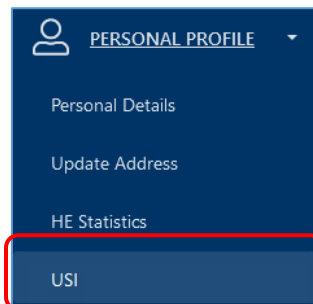 PERSONAL PROFILE
Personal Details
Update Address
HE Statistics
USI